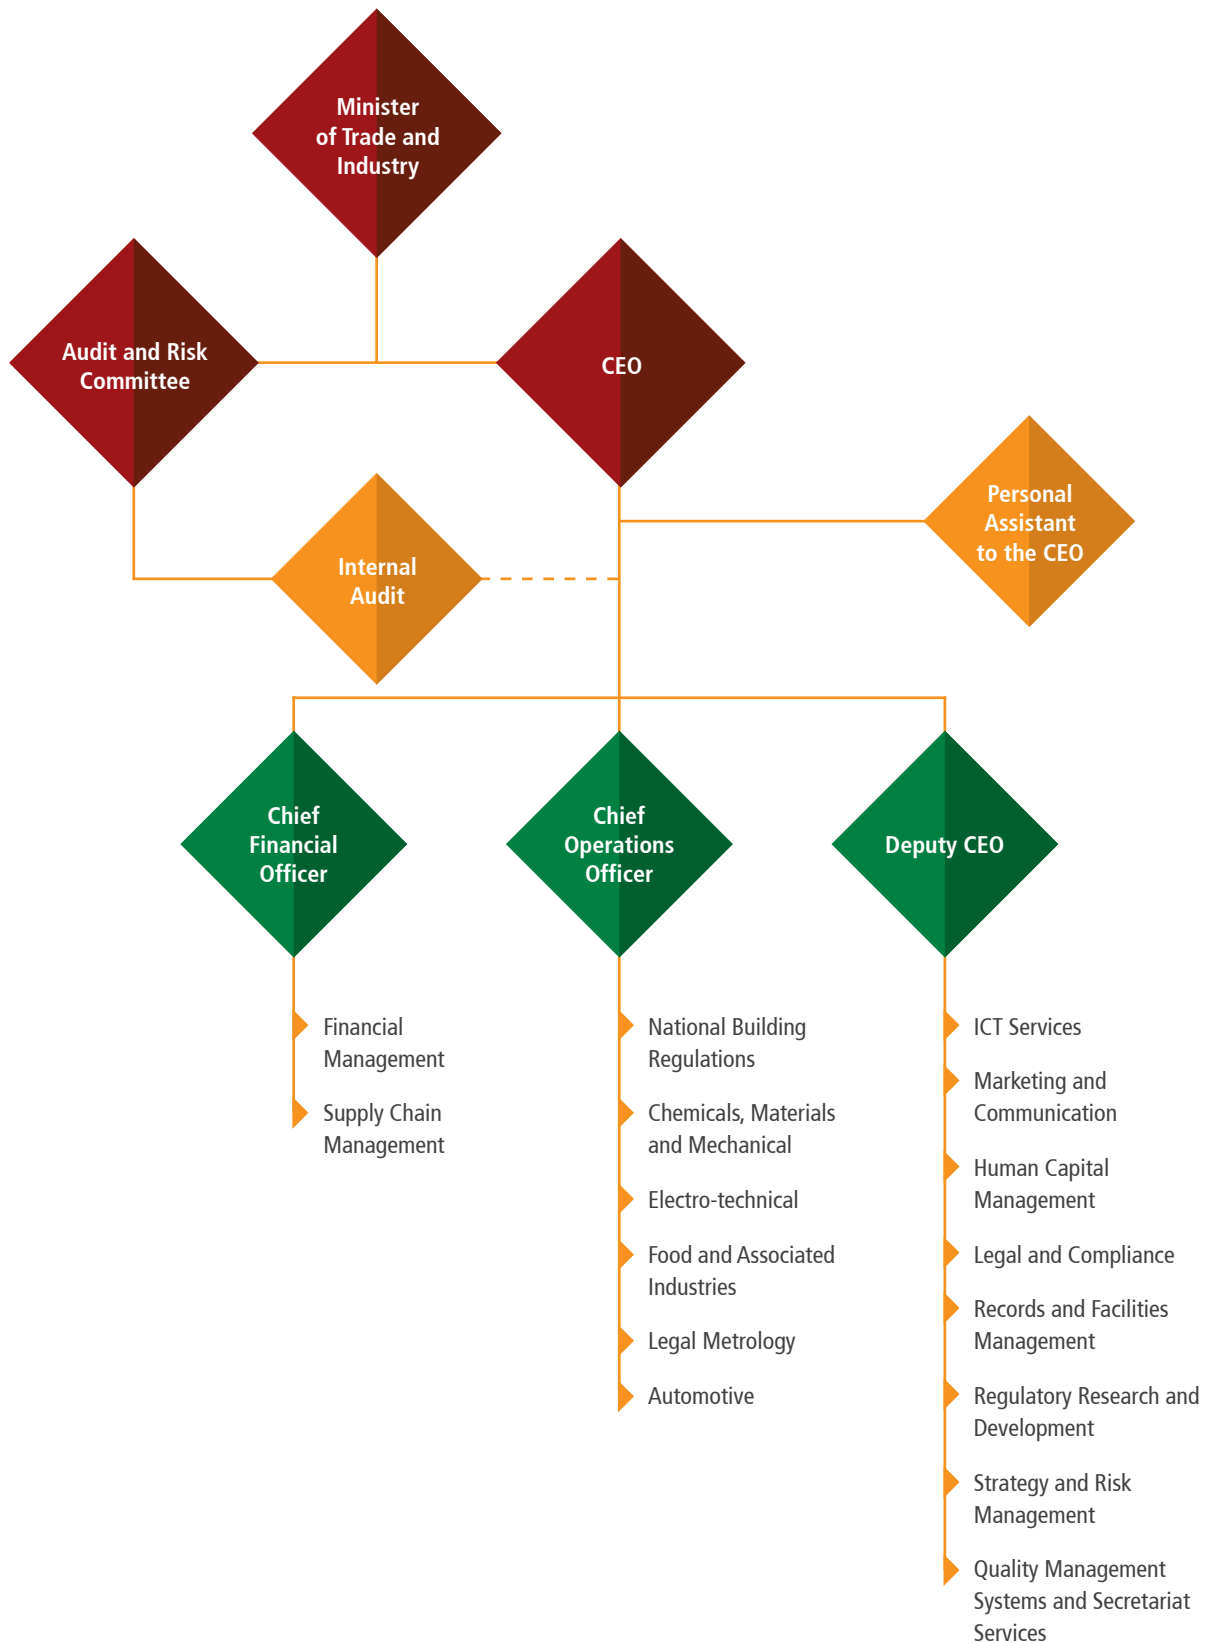 Minister
of Trade and
Industry
Audit and Risk
Committee
CEO
Personal
Assistant
to the CEO
Internal
Audit
Chief
Financial
Officer
Chief
Operations
Officer
Deputy CEO
Financial
Management
Supply Chain
Management
National Building
Regulations
Chemicals, Materials
and Mechanical
Electro-technical
Food and Associated
Industries
Legal Metrology
Automotive
ICT Services
Marketing and
Communication
Human Capital
Management
Legal and Compliance
Records and Facilities
Management
Regulatory Research and
Development
Strategy and Risk
Management
Quality Management
Systems and Secretariat
Services